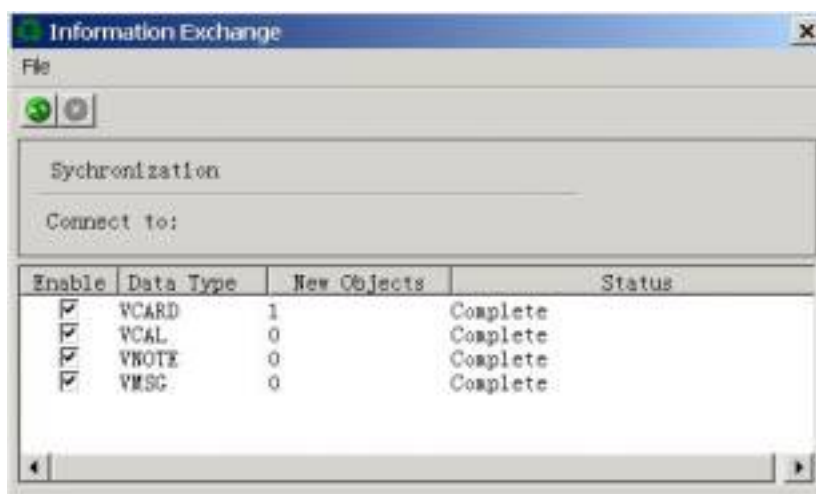 Information Exchange
File
Sychronization
Connect to:
Enable Data Type New Objects Status
VCARD 1 Complete
VCAL 0 Complete
VNOTE 0 Complete
VMSG 0 Complete